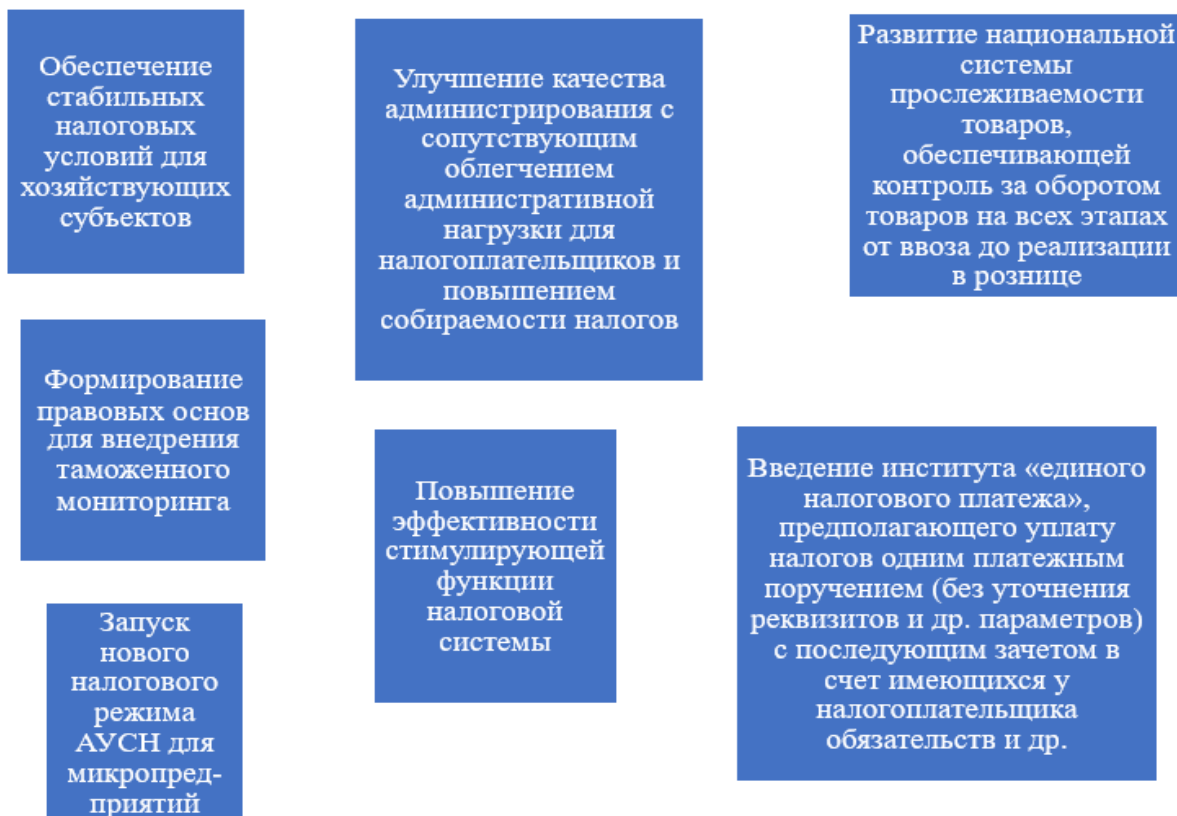 Обеспечение
стабильных
налоговых
условий для
хозяйствующих
субъектов
Улучшение качества
администрирования с
сопутствующим
облегчением
административной
нагрузки для
налогоплательщиков и
повышением
собираемости налогов
Развитие национальной
системы
прослеживаемости
товаров,
обеспечивающей
контроль за оборотом
товаров на всех этапах
от ввоза до реализации
в рознице
Формирование
правовых основ
для внедрения
таможенного
мониторинга
Повышение
эффективности
стимулирующей
функции
налоговой
системы
Введение института «единого
налогового платежа»,
предполагающего уплату
налогов одним платежным
поручением (без уточнения
реквизитов и др. параметров)
с последующим зачетом в
счет имеющихся у
налогоплательщика
обязательств и др.
Запуск
нового
налогового
режима
АУСН для
микропред-
приятий